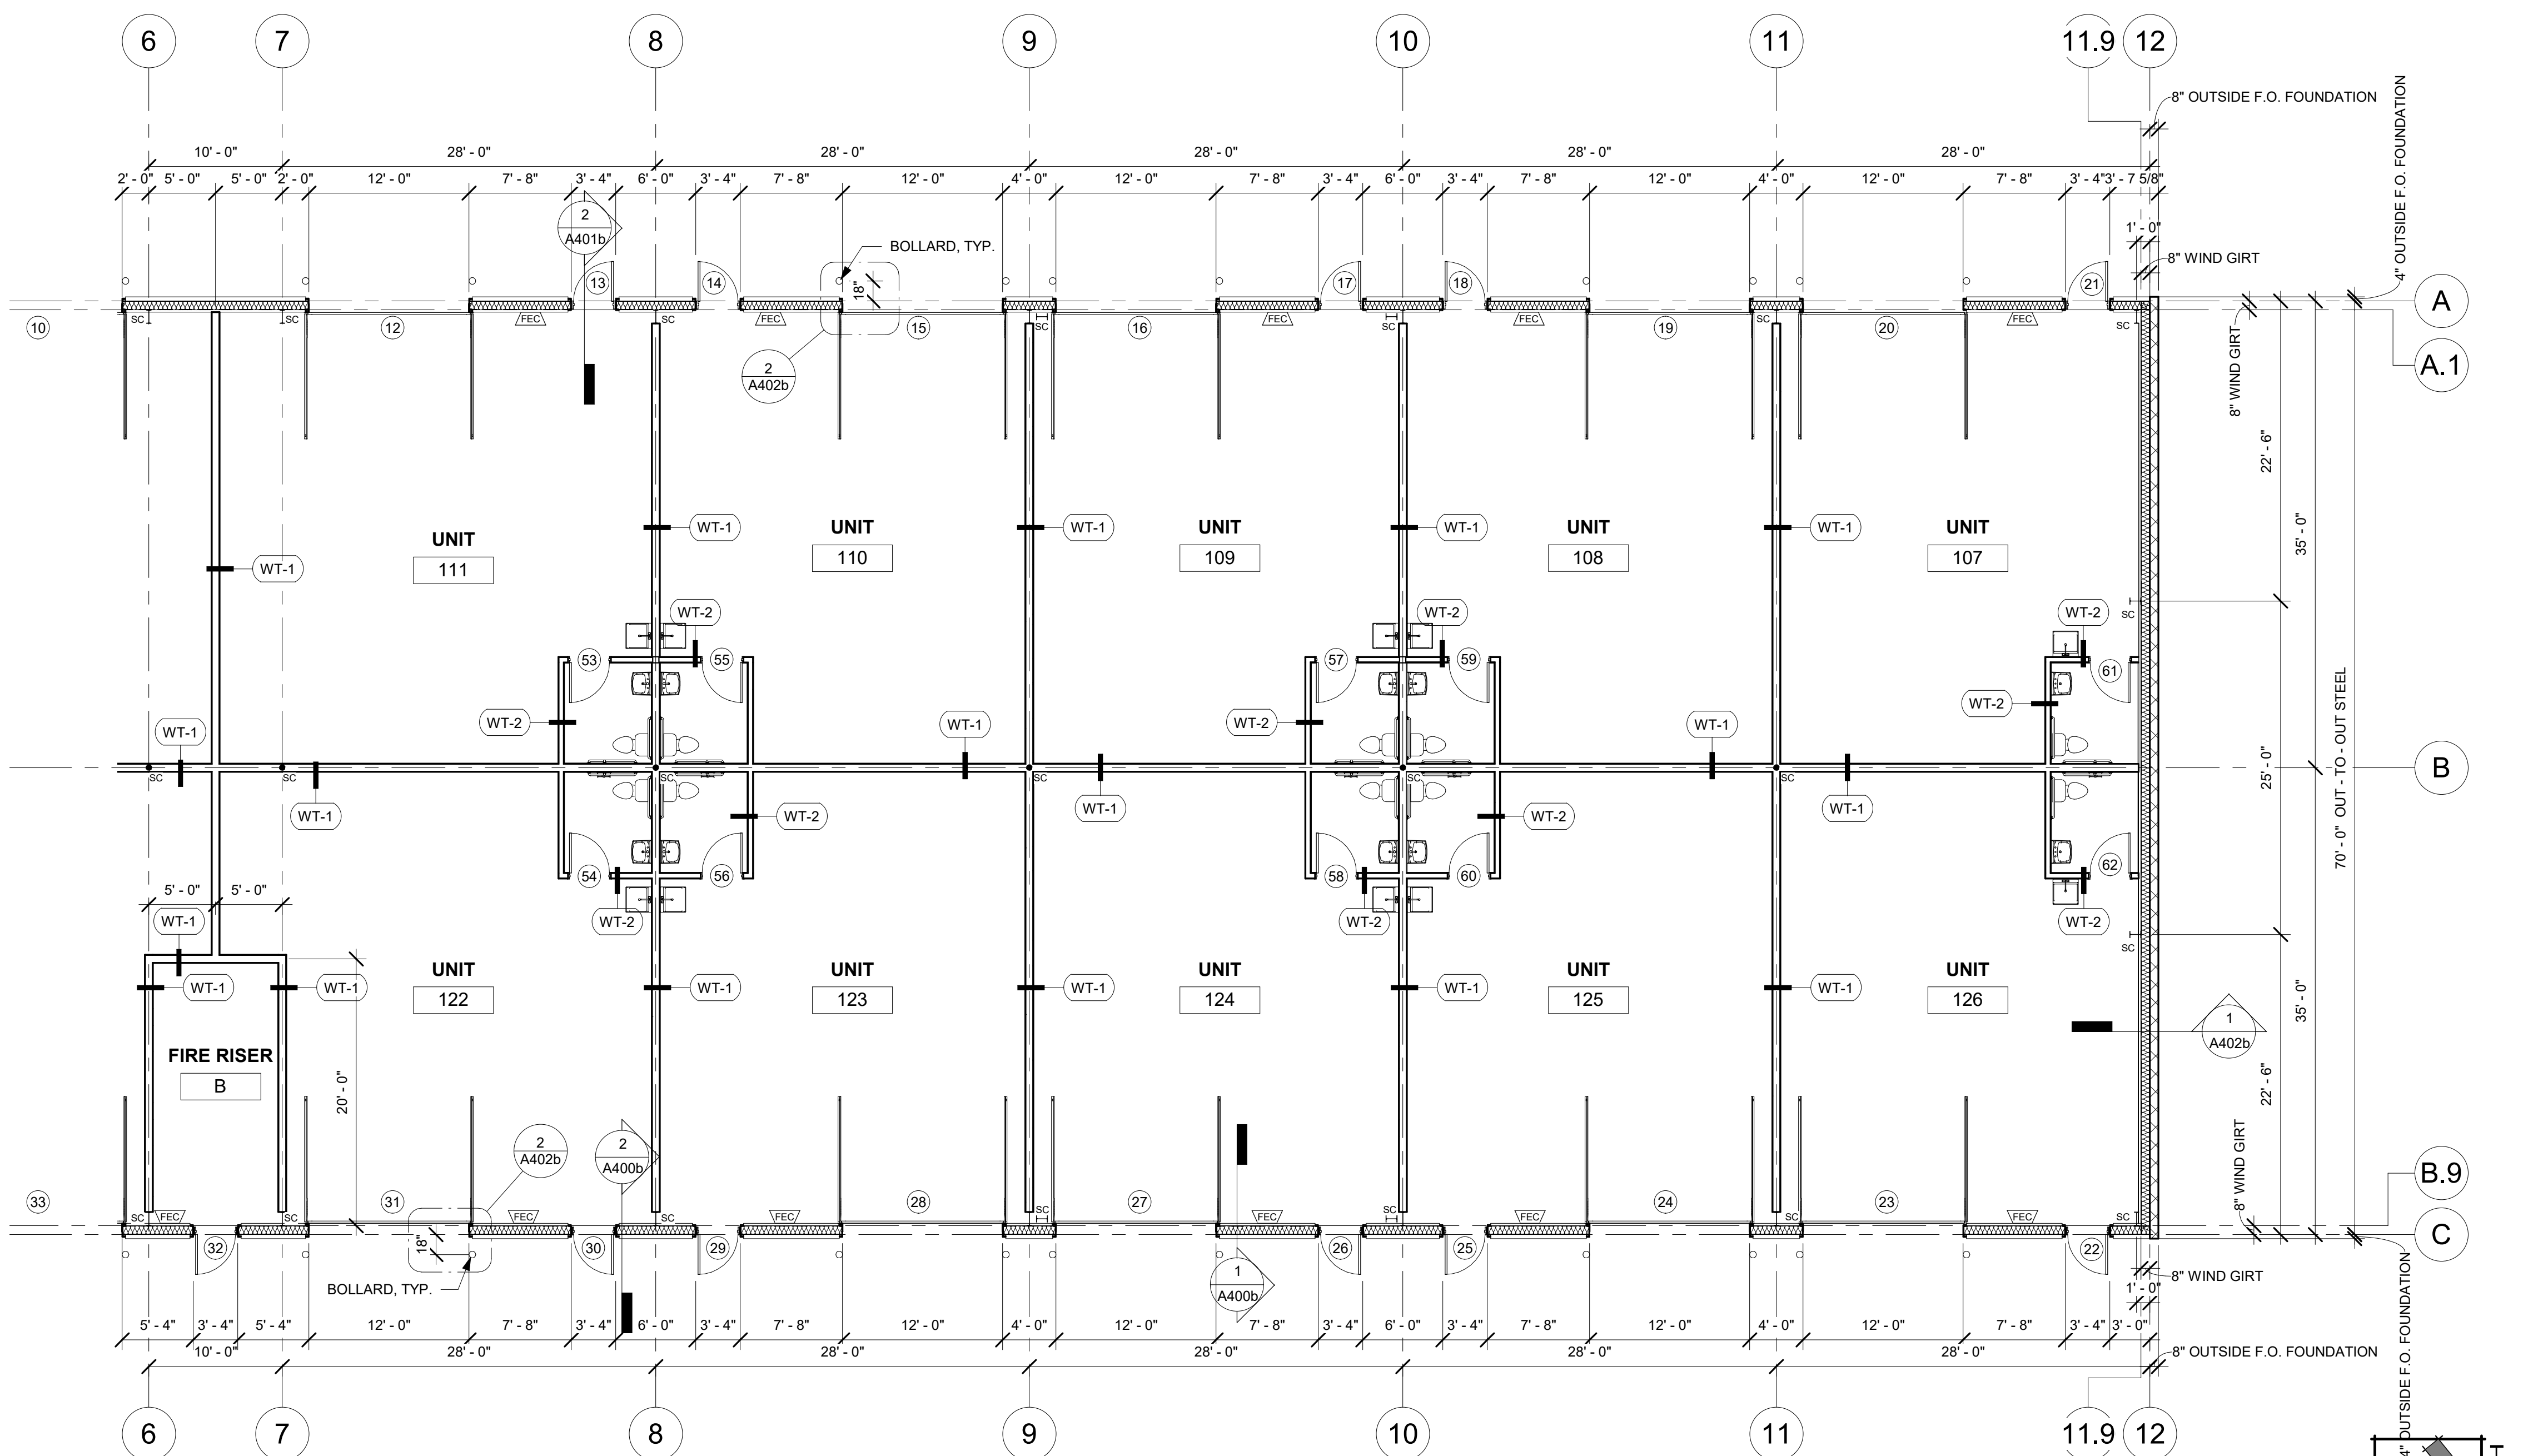 6 7 8 9 10 11 11.9 12
8" OUTSIDE F.O. FOUNDATION
4" OUTSIDE F.O. FOUNDATION
10' - 0" 28' - 0" 28' - 0" 28' - 0" 28' - 0" 28' - 0"
2' - 0" 5' - 0" 5' - 0" 2' - 0" 12' - 0" 7' - 8" 3' - 4" 6' - 0" 3' - 4" 7' - 8" 12' - 0" 4' - 0" 12' - 0" 7' - 8" 3' - 4" 6' - 0" 3' - 4" 7' - 8" 12' - 0" 4' - 0" 12' - 0" 7' - 8" 3' - 4" 3' - 7 5/8"
2
A401b
BOLLARD, TYP.
1' - 0"
8" WIND GIRT
18"
13 14 17 18 21
A
SC SC FEC SC FEC SC FEC SC FEC SC FEC SC
10 12 15 16 19 20
A.1
8" WIND GIRT
2
A402b
22' - 6"
35' - 0"
UNIT UNIT UNIT UNIT UNIT
111 110 109 108 107
WT-1 WT-1 WT-1 WT-1 WT-1
WT-2 WT-2 WT-2
SC
53 55 57 59 61
WT-2 WT-2 WT-2
WT-1 WT-1 WT-1
SC SC SC SC SC SC
B
25' - 0"
70' - 0" OUT - TO - OUT STEEL
WT-1 WT-1 WT-1
WT-2 WT-2
54 56 58 60 62
5' - 0" 5' - 0"
WT-1 WT-2 WT-2 WT-2
SC
UNIT UNIT UNIT UNIT UNIT
122 123 124 125 126
WT-1 WT-1 WT-1 WT-1 WT-1 WT-1
35' - 0"
1
A402b
FIRE RISER
B
20' - 0"
22' - 6"
2
A402b
2
A400b
8" WIND GIRT
B.9
33 31 28 27 24 23
SC FEC SC FEC SC FEC SC FEC SC FEC SC FEC SC
C
32 30 29 26 25 22
18"
BOLLARD, TYP.
1
A400b
8" WIND GIRT
1' - 0"
4" OUTSIDE F.O. FOUNDATION
5' - 4" 3' - 4" 5' - 4" 12' - 0" 7' - 8" 3' - 4" 6' - 0" 3' - 4" 7' - 8" 12' - 0" 4' - 0" 12' - 0" 7' - 8" 3' - 4" 6' - 0" 3' - 4" 7' - 8" 12' - 0" 4' - 0" 12' - 0" 7' - 8" 3' - 4" 3' - 0"
10' - 0" 28' - 0" 28' - 0" 28' - 0" 28' - 0" 28' - 0"
8" OUTSIDE F.O. FOUNDATION
6 7 8 9 10 11 11.9 12